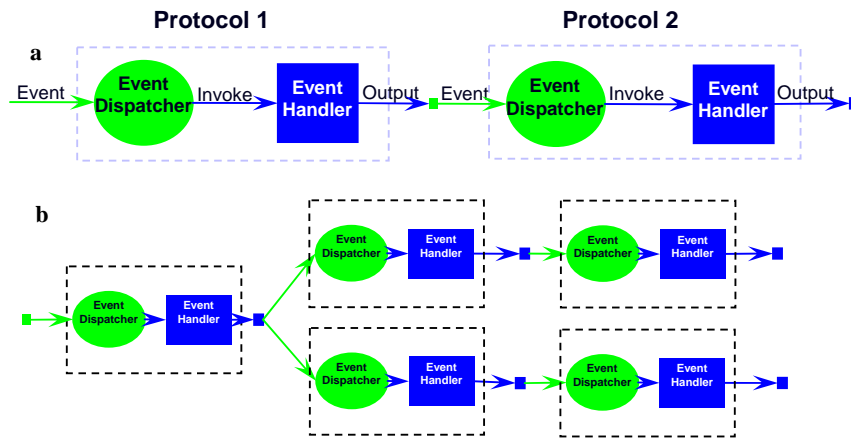 Protocol 1 Protocol 2
a
Event Event Dispatcher Invoke Event Handler Output Event Event Dispatcher Invoke Event Handler Output
b
Event Dispatcher Event Handler Event Dispatcher Event Handler
Event Dispatcher Event Handler
Event Dispatcher Event Handler Event Dispatcher Event Handler